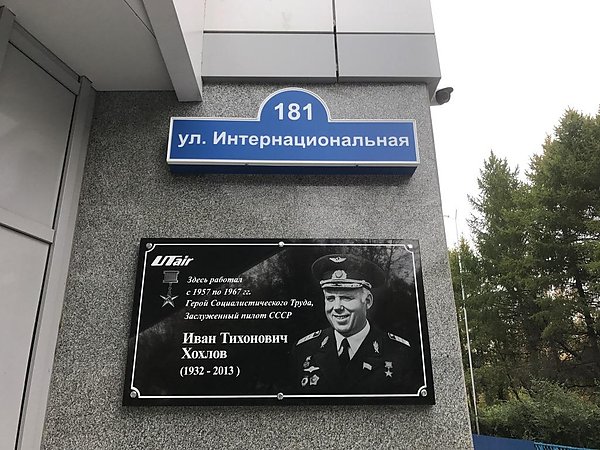 181
ул. Интернациональная
UTair
Здесь работал
с 1957 по 1967 гг.
Герой Социалистического Труда,
Заслуженный пилот СССР
Иван Тихонович
Хохлов
(1932 - 2013 )